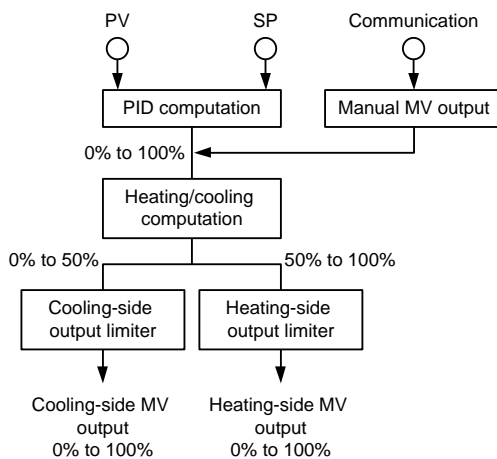 PV
SP
Communication
PID computation
Manual MV output
0% to 100%
Heating/cooling
computation
0% to 50%
50% to 100%
Cooling-side
output limiter
Heating-side
output limiter
Cooling-side MV
output
0% to 100%
Heating-side MV
output
0% to 100%